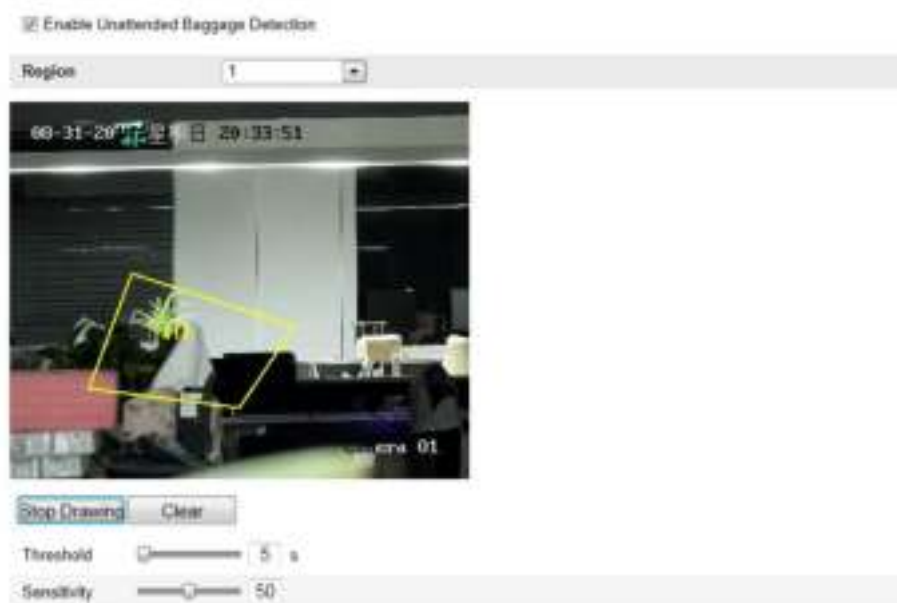 Enable Unattended Baggage Detection
Region 1
20:33:51
01
Stop Drawing Clear
Threshold 5 s
Sensitivity 50